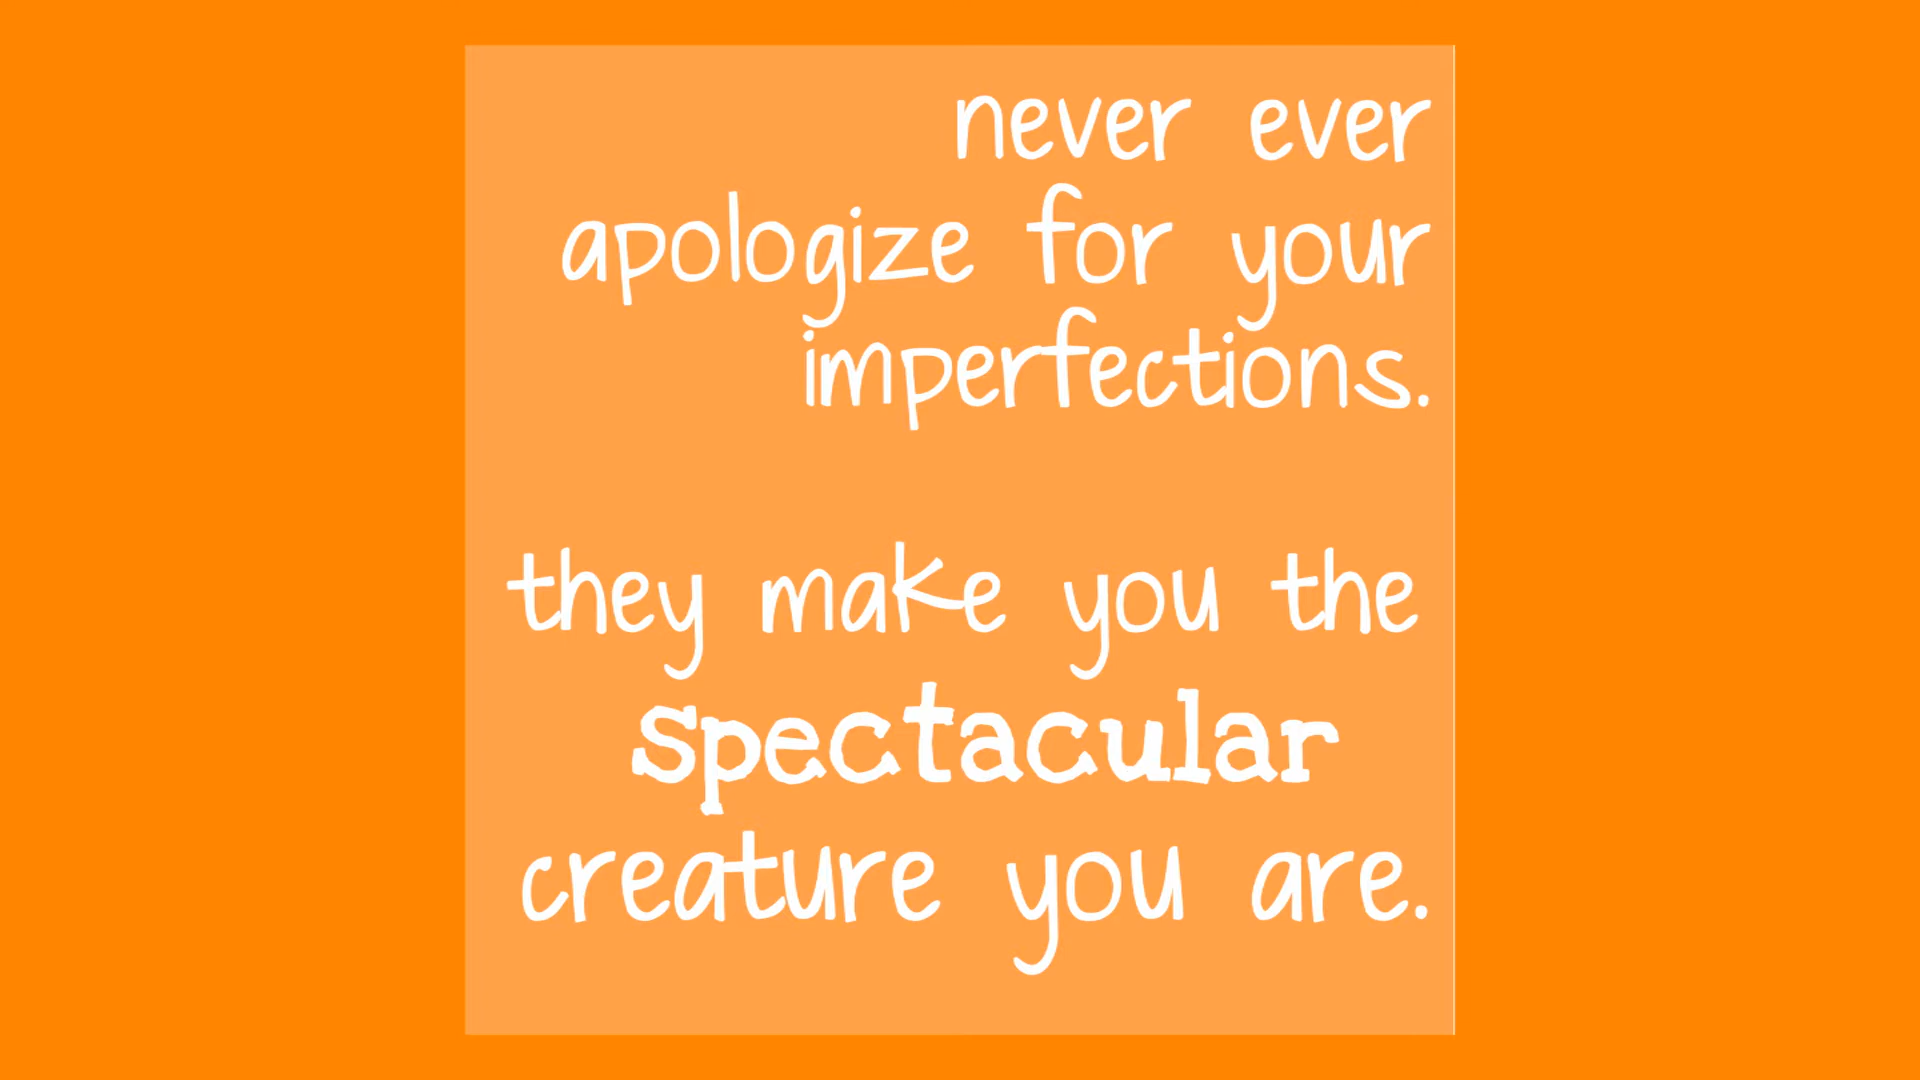 never ever
apologize for your
imperfections.
they make you the
spectacular
creature you are.